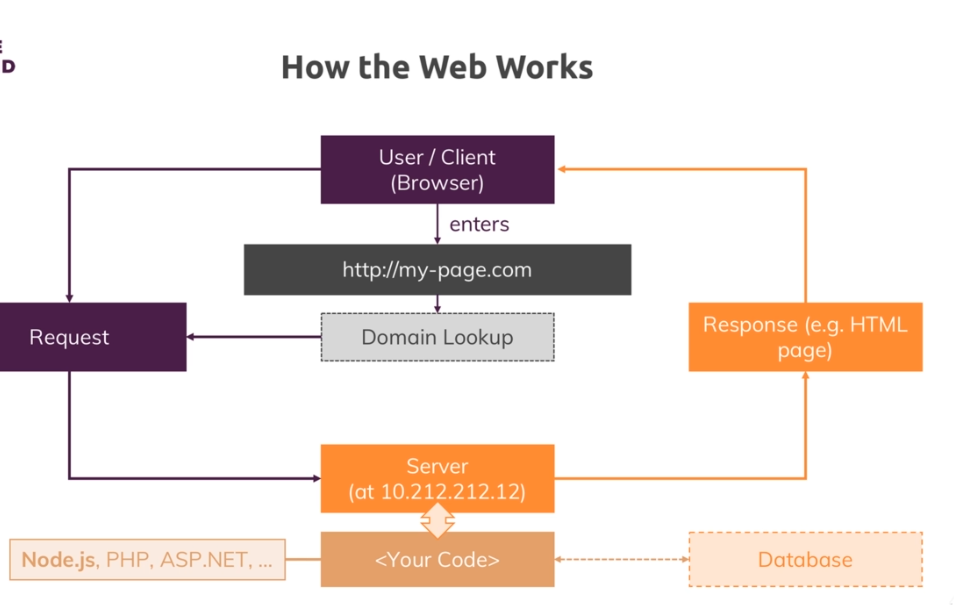 E
D
How the Web Works
User / Client
(Browser)
enters
http://my-page.com
Domain Lookup
Request
Response (e.g. HTML
page)
Server
(at 10.212.212.12)
Node.js, PHP, ASP.NET, ...
<Your Code>
Database